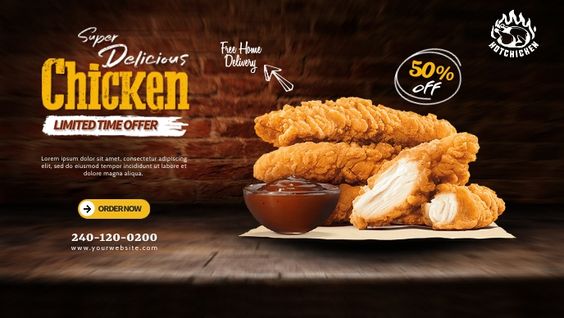 Super
Delicious
Chicken
LIMITED TIME OFFER
Lorem ipsum dolor sit amet, consectetur adipiscing
elit, sed do eiusmod tempor incididunt ut labore et
dolore magna aliqua.
ORDER NOW
240-120-0200
www.yourwebsite.com
Free Home
Delivery
50%
OFF
HOTCHICKEN